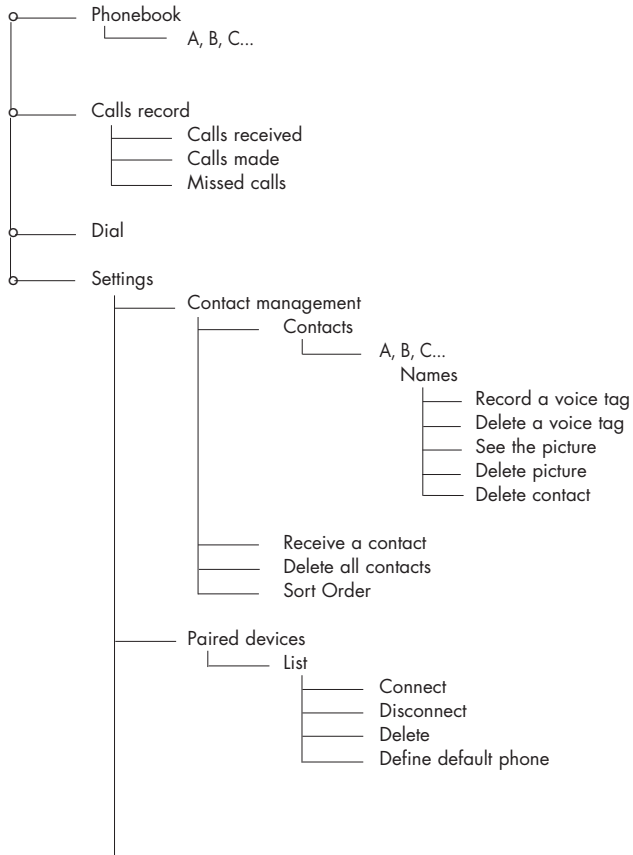 Phonebook
A, B, C...
Calls record
Calls received
Calls made
Missed calls
Dial
Settings
Contact management
Contacts
A, B, C...
Names
Record a voice tag
Delete a voice tag
See the picture
Delete picture
Delete contact
Receive a contact
Delete all contacts
Sort Order
Paired devices
List
Connect
Disconnect
Delete
Define default phone